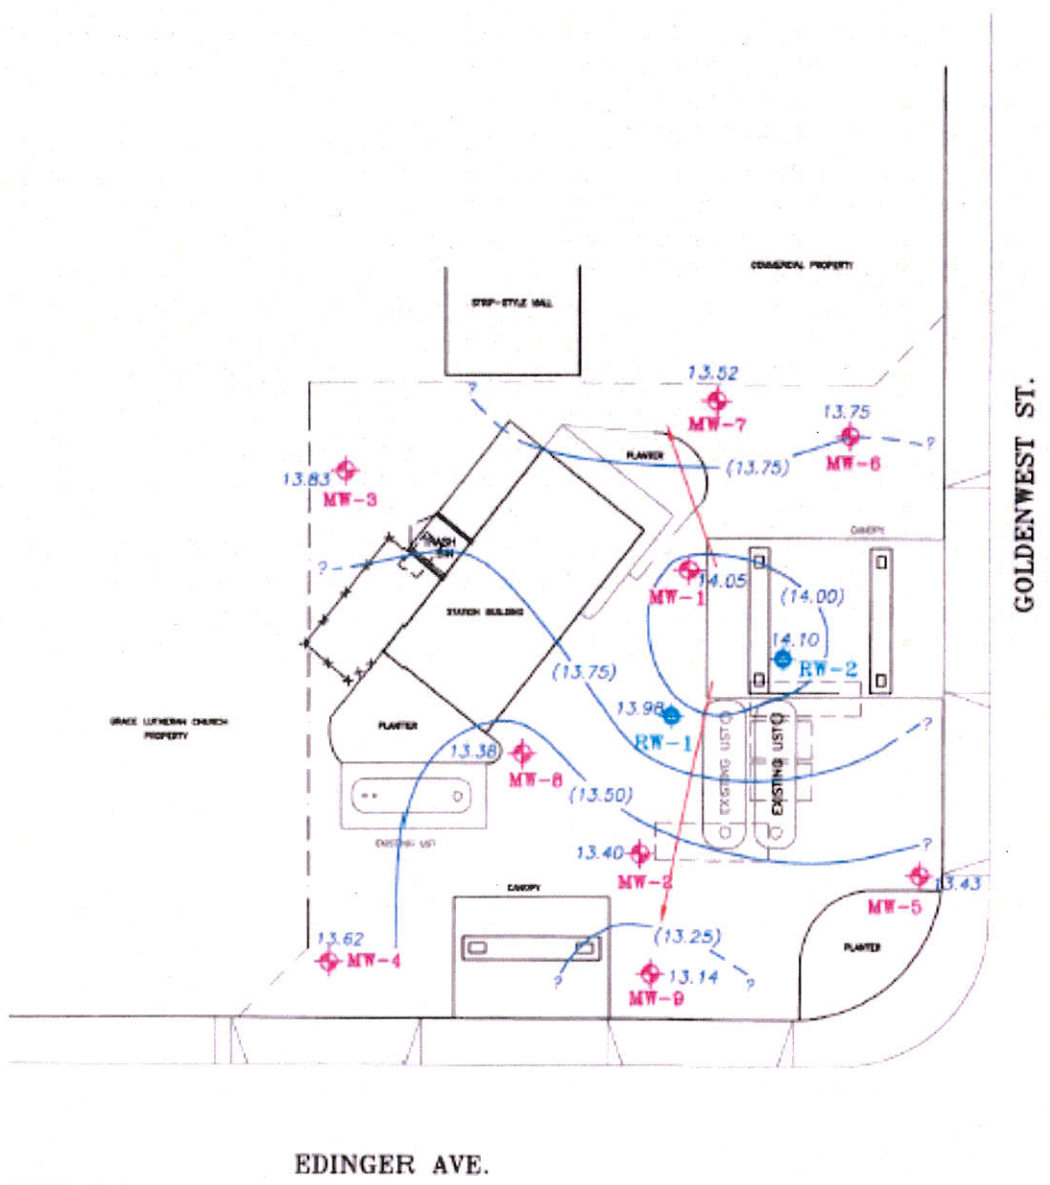 COMMERCIAL PROPERTY
STRIP-STYLE MALL
GOLDENWEST ST.
13.52
MW-7
?
13.75
MW-6
?
PLANTER
(13.75)
13.83
MW-3
CANOPY
TRASH
?
MW-1
14.05
(14.00)
STATION BUILDING
14.10
RW-2
(13.75)
13.98
RW-1
GRACE LUTHERAN CHURCH
PROPERTY
PLANTER
?
13.38
MW-8
EXISTING UST
EXISTING UST
(13.50)
EXISTING UST
?
13.40
MW-2
13.43
MW-5
CANOPY
13.62
MW-4
(13.25)
PLANTER
?
13.14
MW-9
?
EDINGER AVE.